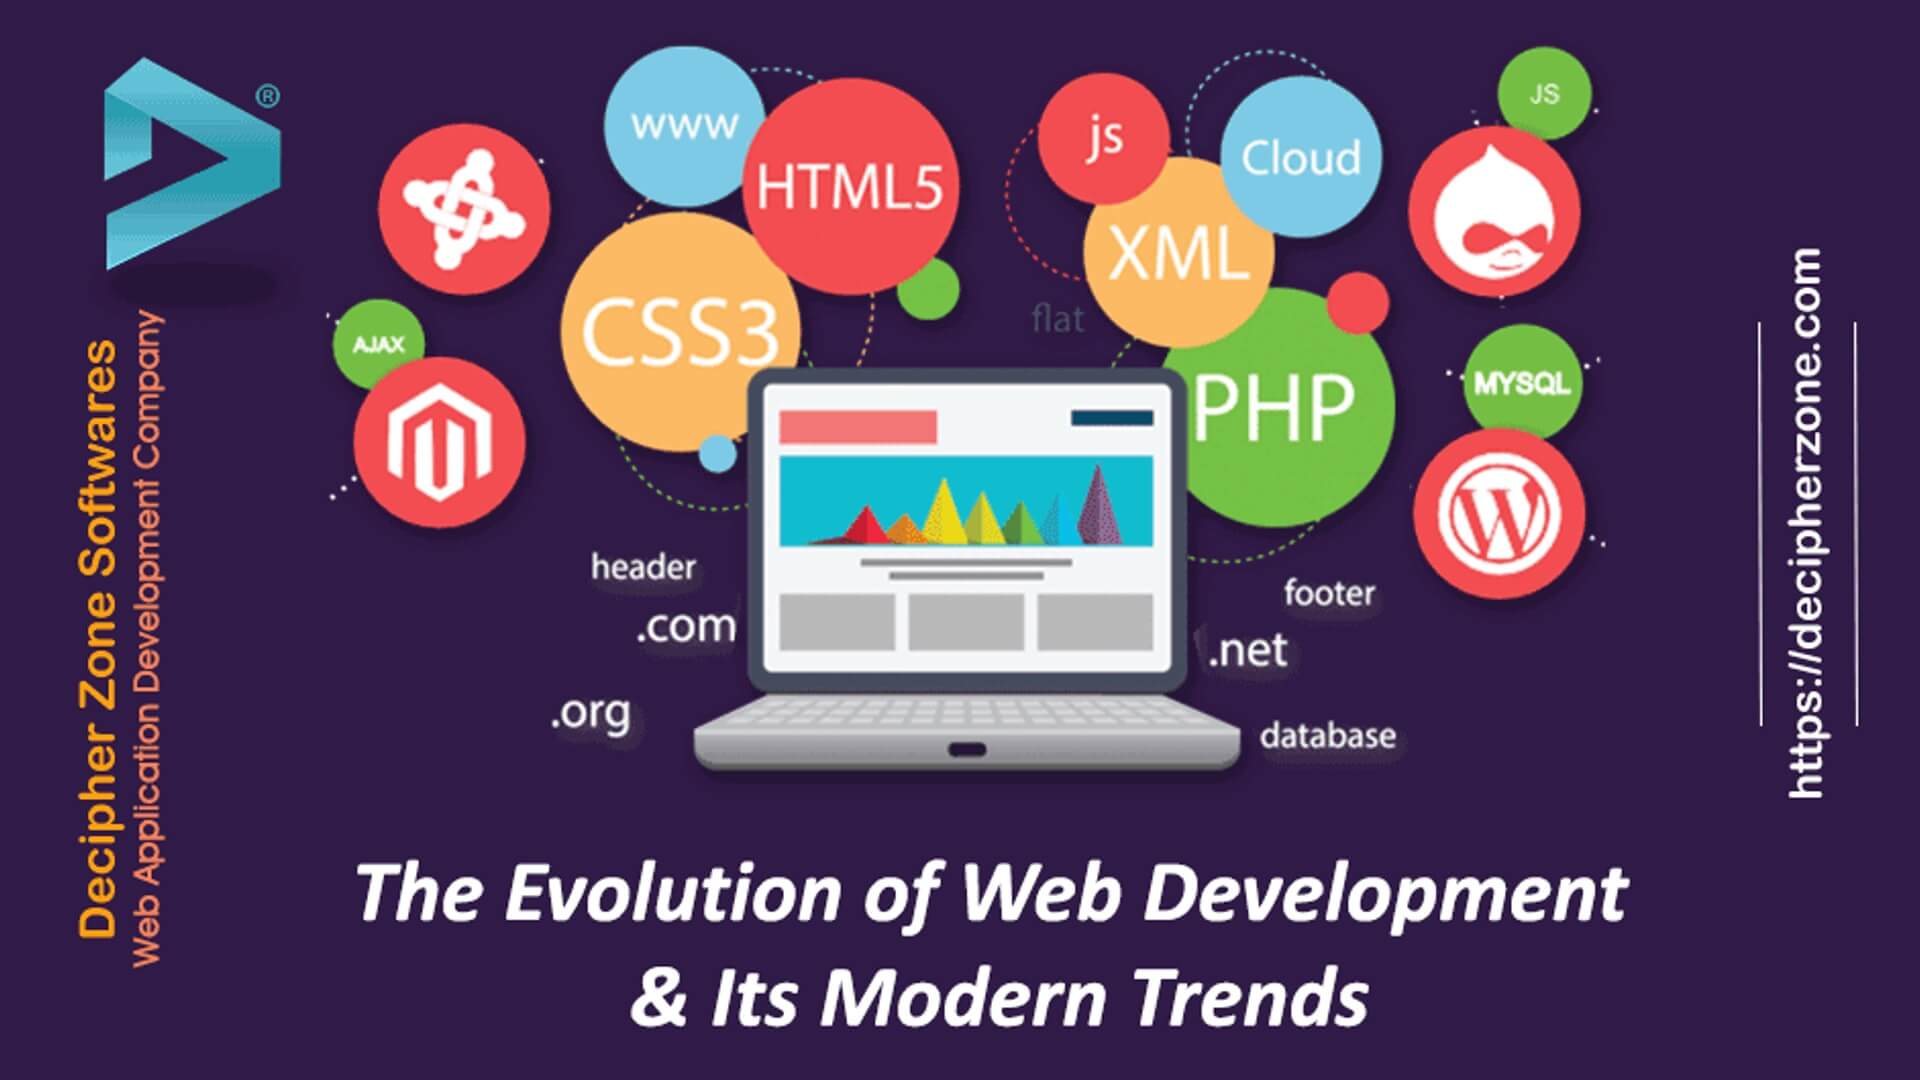 ®
Decipher Zone Softwares
Web Application Development Company
www
HTML5
CSS3
AJAX
js
Cloud
XML
flat
PHP
JS
MYSQL
header
.com
.org
footer
.net
database
https://decipherzone.com
The Evolution of Web Development
& Its Modern Trends